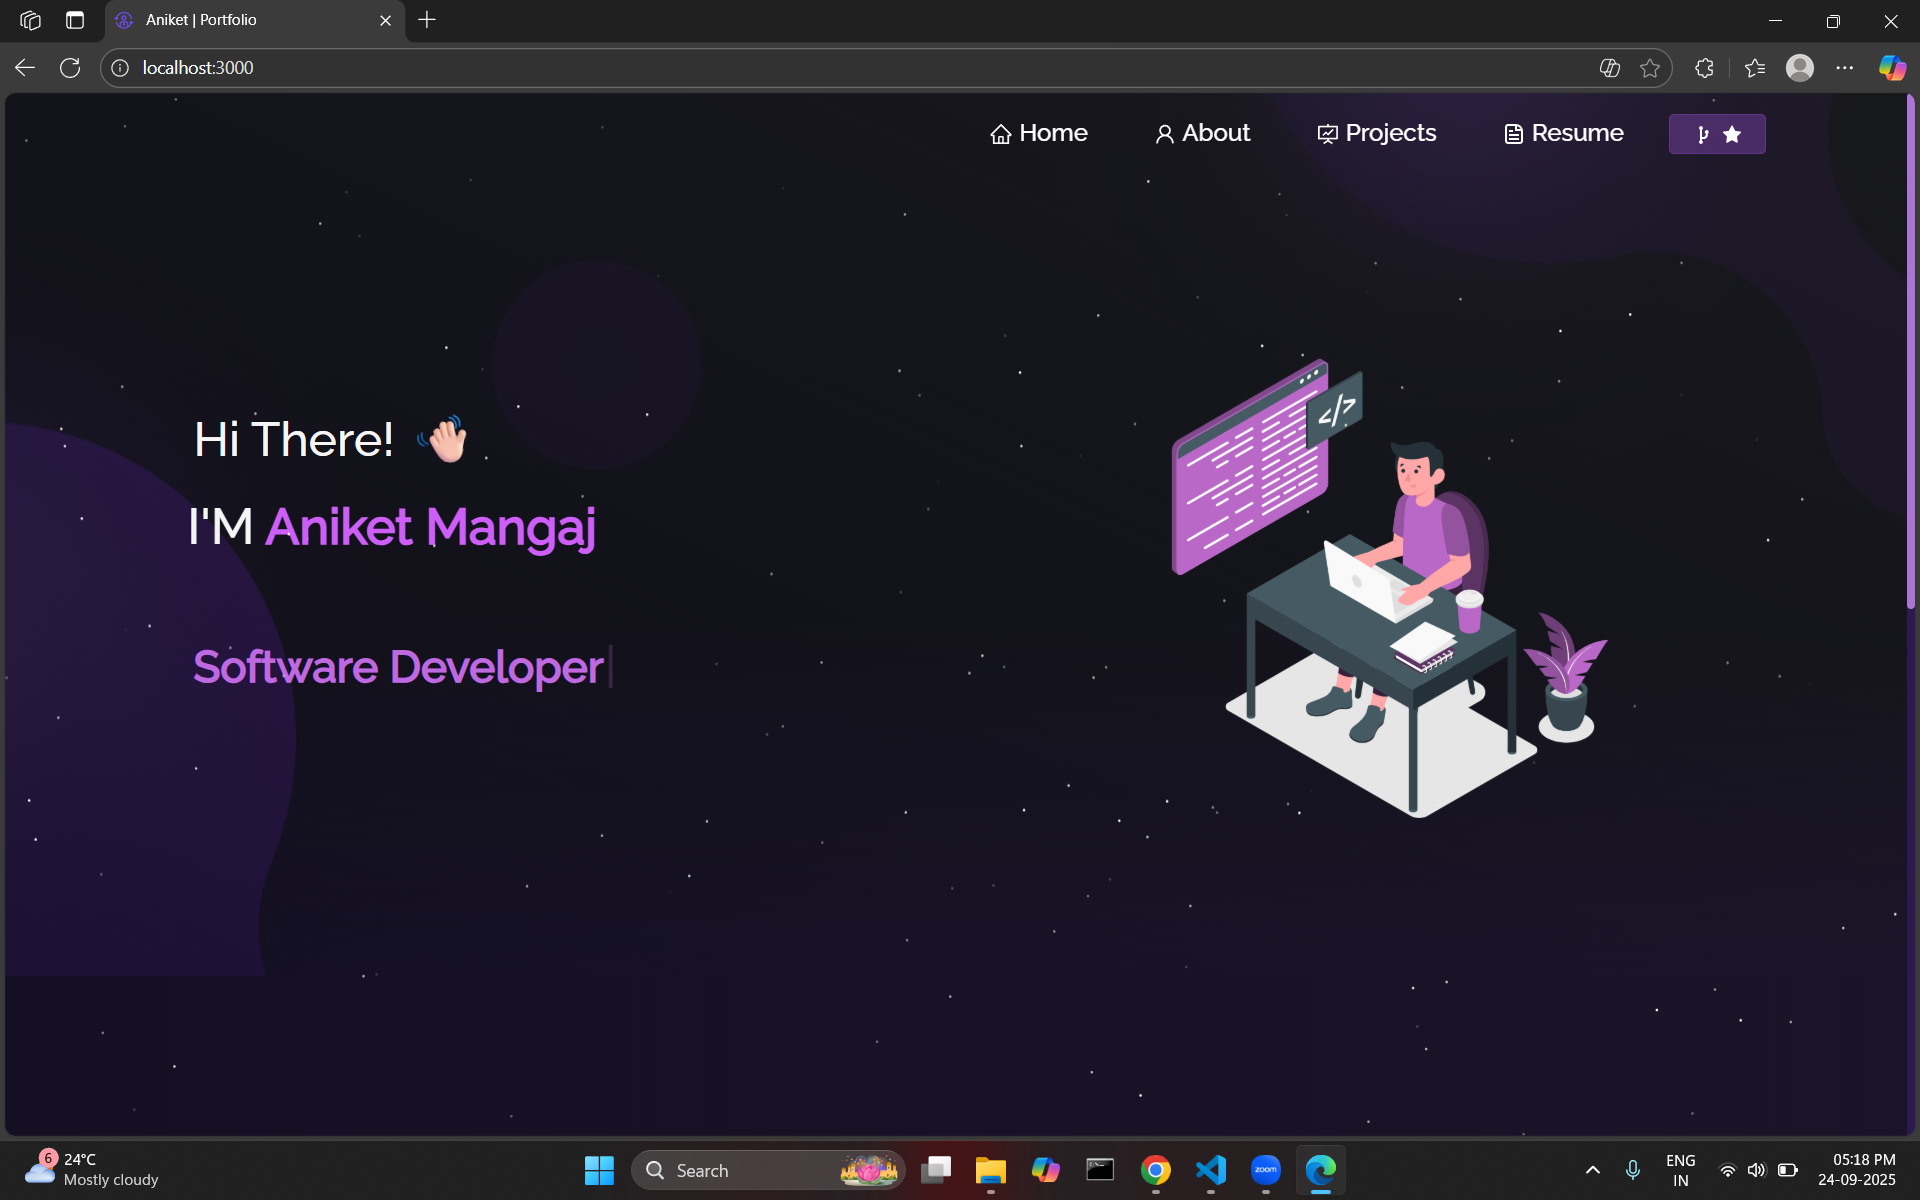 Aniket | Portfolio
localhost:3000
Home About Projects Resume
</>
Hi There!
I'M Aniket Mangaj
Software Developer
6
24°C
Mostly cloudy
Search
zoom
ENG
IN
05:18 PM
24-09-2025